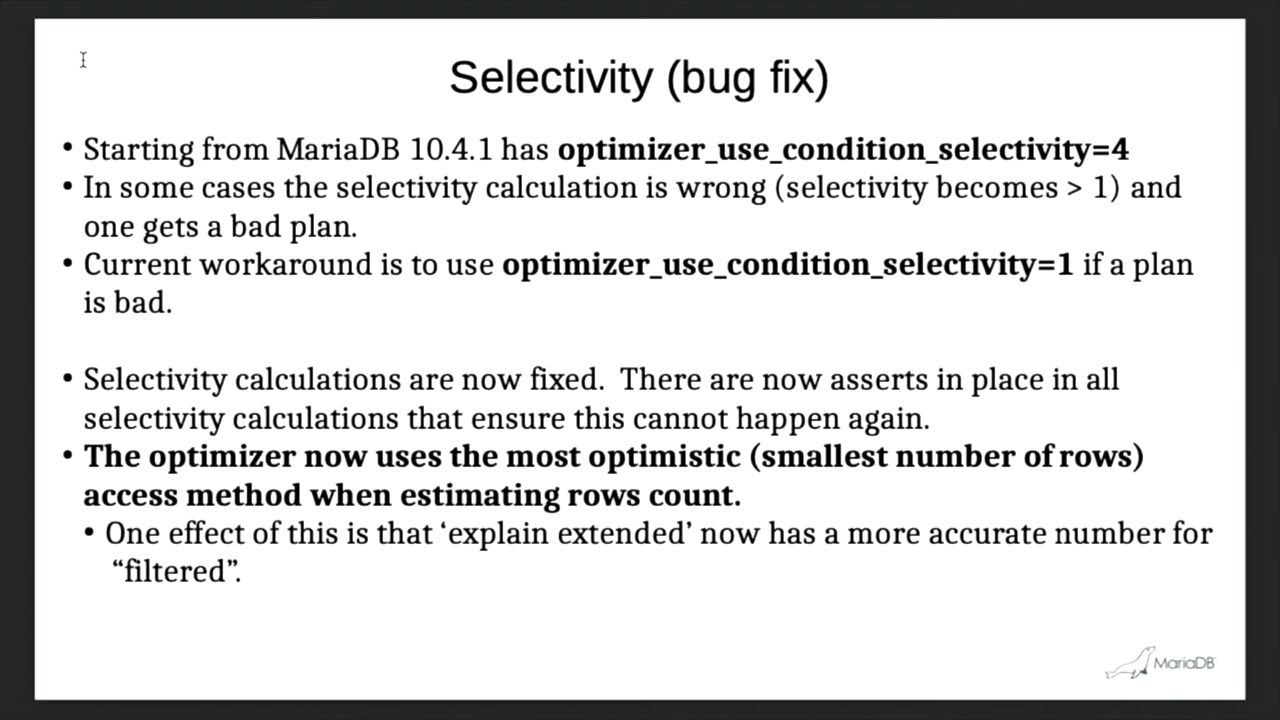 Selectivity (bug fix)
• Starting from MariaDB 10.4.1 has optimizer_use_condition_selectivity=4
• In some cases the selectivity calculation is wrong (selectivity becomes > 1) and
one gets a bad plan.
• Current workaround is to use optimizer_use_condition_selectivity=1 if a plan
is bad.
• Selectivity calculations are now fixed.  There are now asserts in place in all
selectivity calculations that ensure this cannot happen again.
• The optimizer now uses the most optimistic (smallest number of rows)
access method when estimating rows count.
• One effect of this is that ‘explain extended’ now has a more accurate number for
“filtered”.
MariaDB